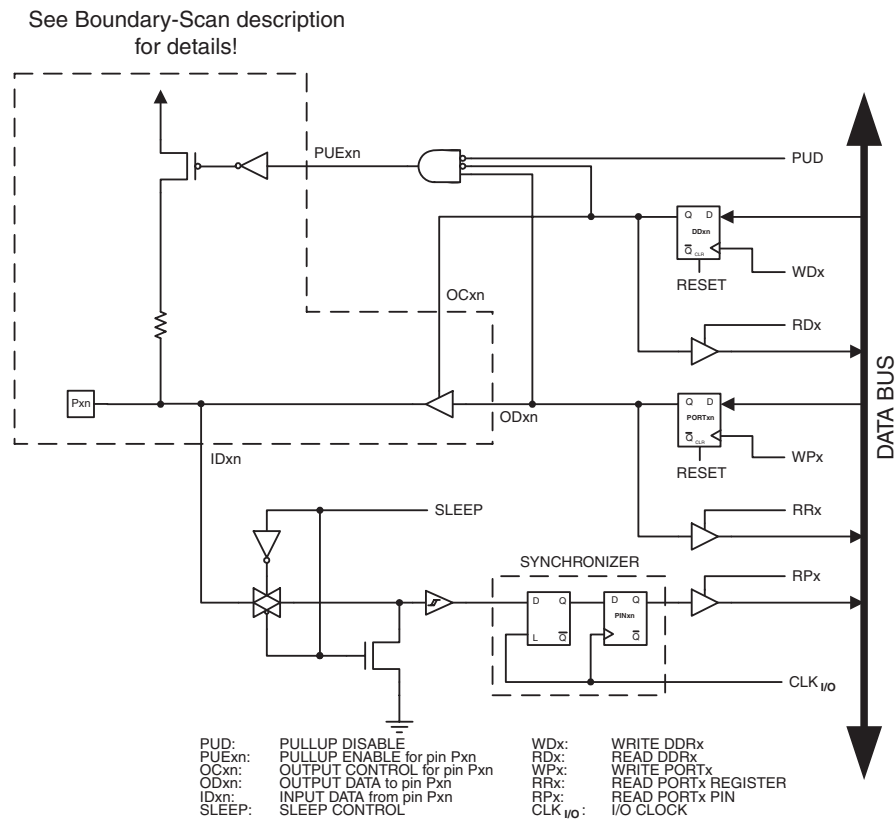 See Boundary-Scan description
for details!
PUExn
PUD
Q D
DDxn
Q CLR
RESET
WDx
OCxn
RDx
Pxn
ODxn
Q D
PORTxn
Q CLR
RESET
WPx
IDxn
SLEEP
RRx
SYNCHRONIZER
RPx
D Q
L Q
D Q
PINxn
Q
CLK I/O
DATA BUS
PUD: PULLUP DISABLE
PUExn: PULLUP ENABLE for pin Pxn
OCxn: OUTPUT CONTROL for pin Pxn
ODxn: OUTPUT DATA to pin Pxn
IDxn: INPUT DATA from pin Pxn
SLEEP: SLEEP CONTROL
WDx: WRITE DDRx
RDx: READ DDRx
WPx: WRITE PORTx
RRx: READ PORTx REGISTER
RPx: READ PORTx PIN
CLK I/O: I/O CLOCK